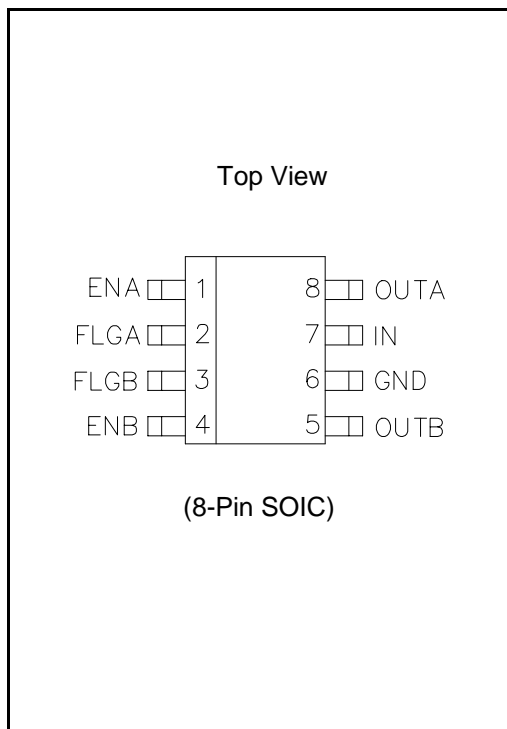 Top View
ENA 1 8 OUTA
FLGA 2 7 IN
FLGB 3 6 GND
ENB 4 5 OUTB
(8-Pin SOIC)